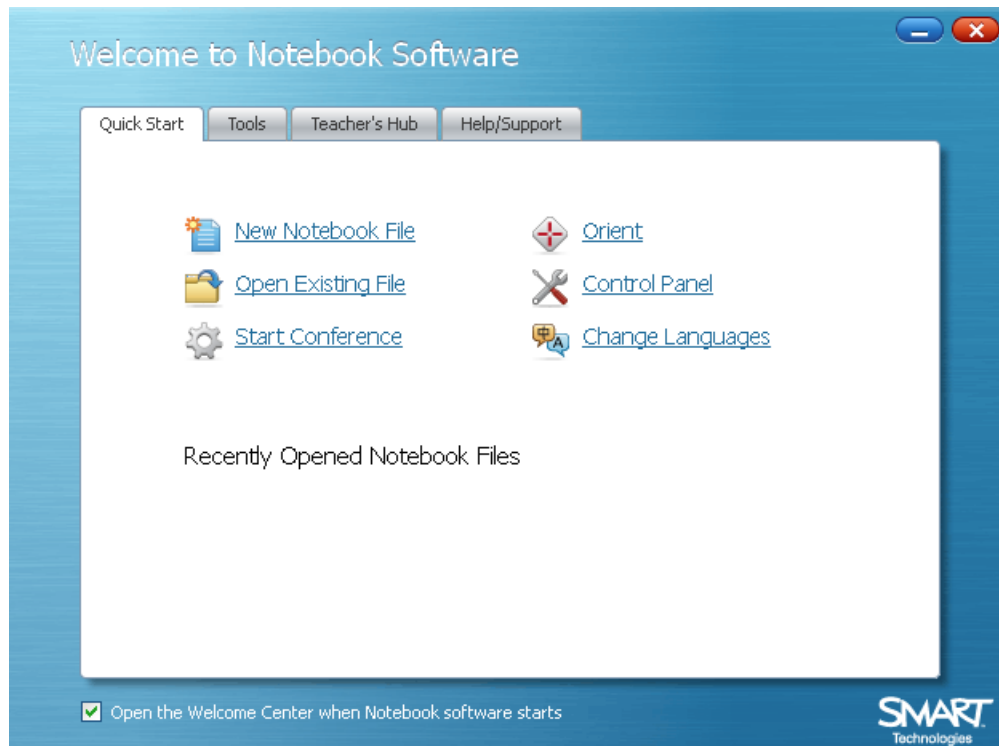 Welcome to Notebook Software
Quick Start Tools Teacher's Hub Help/Support
New Notebook File Orient
Open Existing File Control Panel
Start Conference 中 A Change Languages
Recently Opened Notebook Files
Open the Welcome Center when Notebook software starts
SMART
Technologies